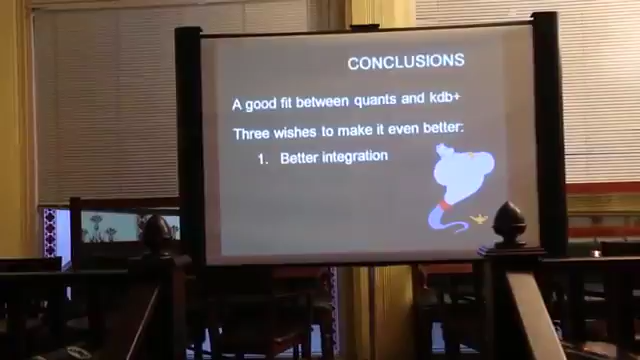 CONCLUSIONS
A good fit between quants and kdb+
Three wishes to make it even better:
1. Better integration